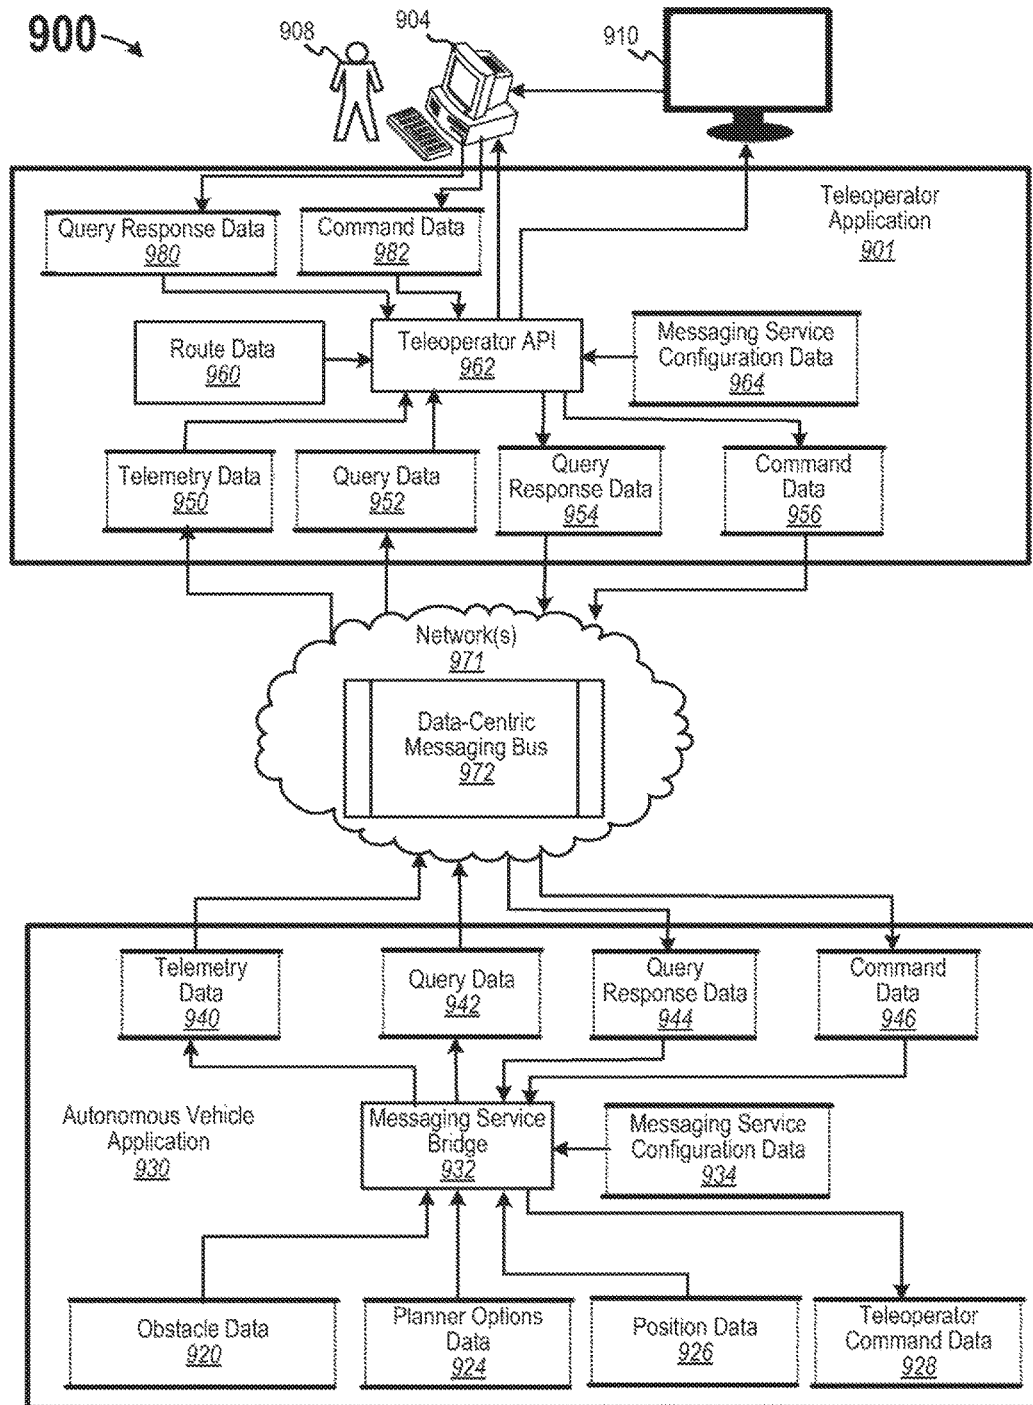 900
908
904
910
Teleoperator
Application
901
Query Response Data
980
Command Data
982
Route Data
960
Teleoperator API
962
Messaging Service
Configuration Data
964
Telemetry Data
950
Query Data
952
Query
Response Data
954
Command
Data
956
Network(s)
971
Data-Centric
Messaging Bus
972
Telemetry
Data
940
Query Data
942
Query
Response Data
944
Command
Data
946
Autonomous Vehicle
Application
930
Messaging Service
Bridge
932
Messaging Service
Configuration Data
934
Obstacle Data
920
Planner Options
Data
924
Position Data
926
Teleoperator
Command Data
928